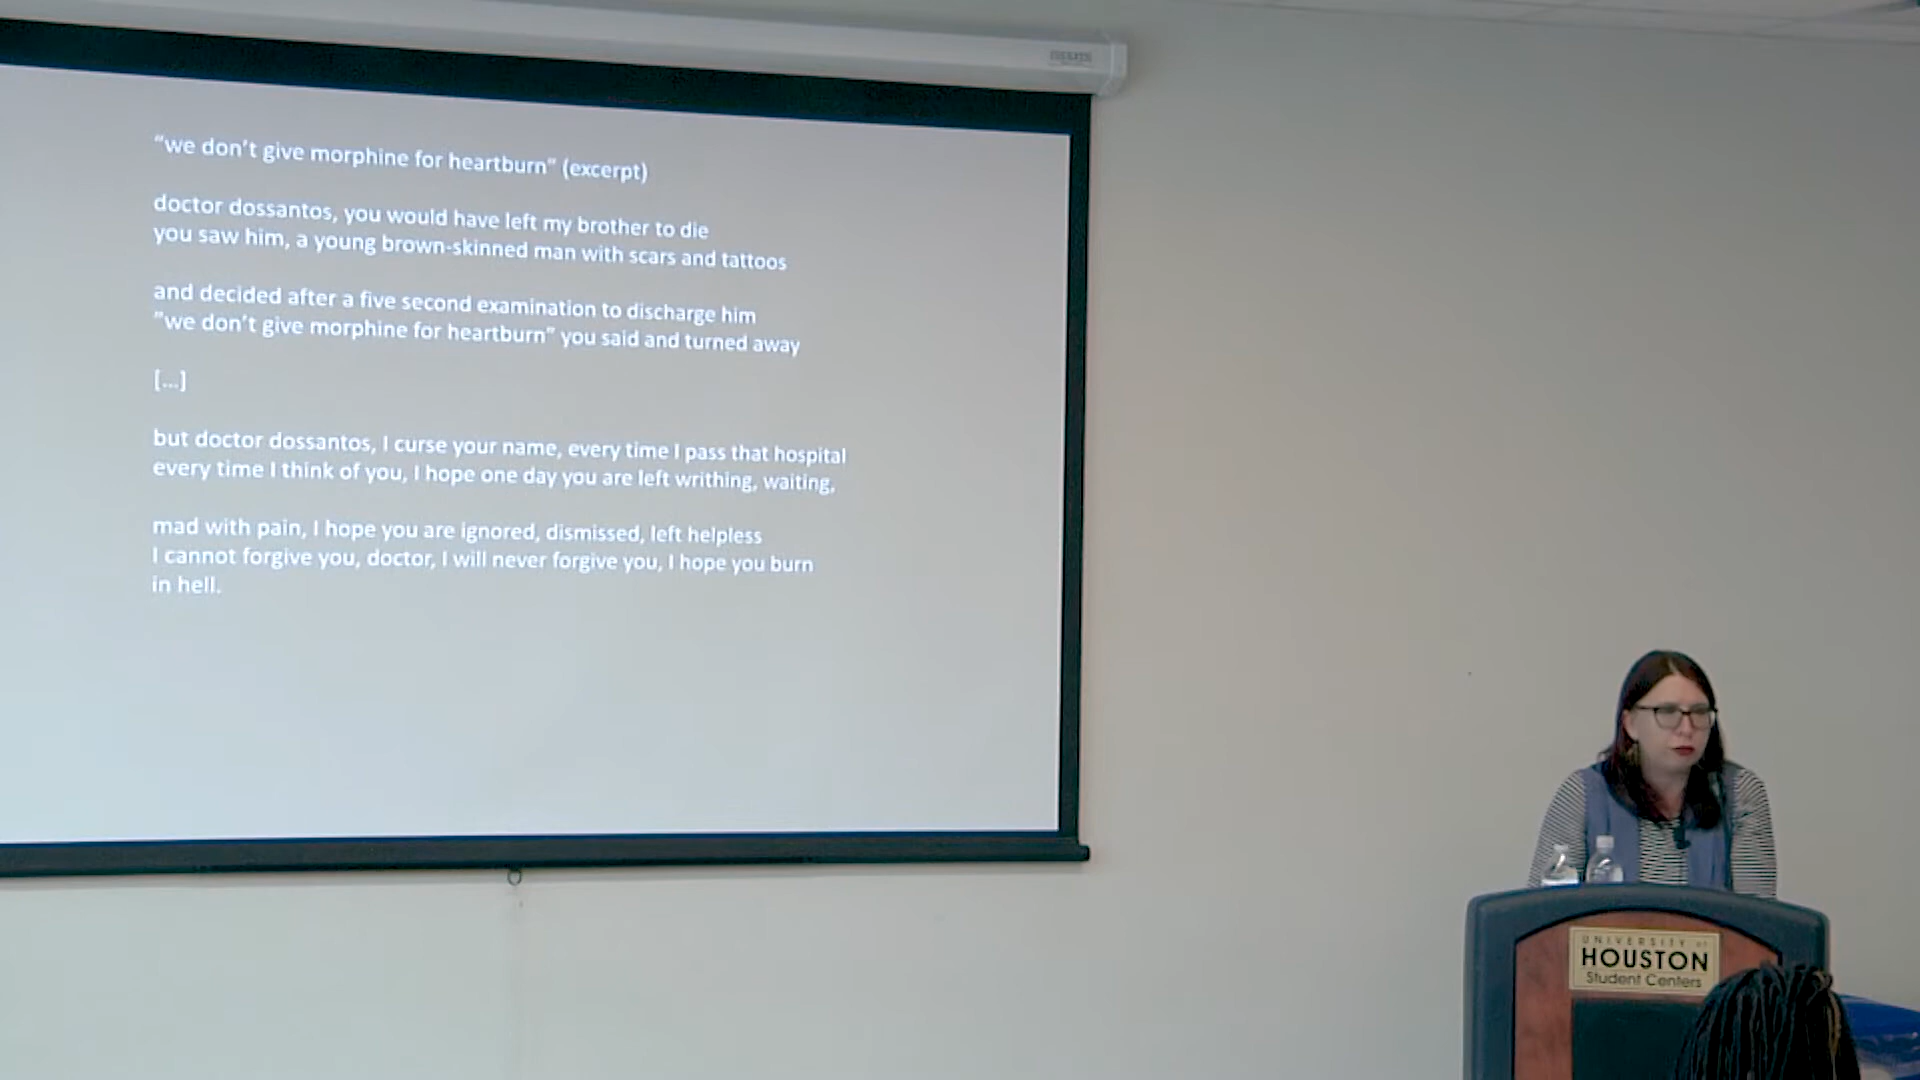 “we don’t give morphine for heartburn” (excerpt)
doctor dossantos, you would have left my brother to die
you saw him, a young brown-skinned man with scars and tattoos
and decided after a five second examination to discharge him
”we don’t give morphine for heartburn” you said and turned away
[…]
but doctor dossantos, I curse your name, every time I pass that hospital
every time I think of you, I hope one day you are left writhing, waiting,
mad with pain, I hope you are ignored, dismissed, left helpless
I cannot forgive you, doctor, I will never forgive you, I hope you burn
in hell.
UNIVERSITY of
HOUSTON
Student Centers